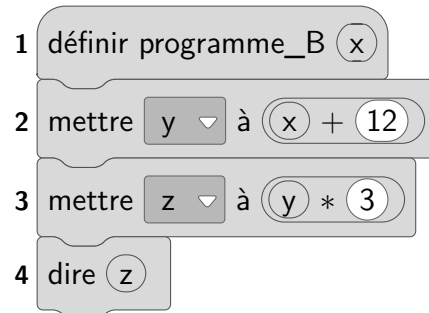 1 définir programme_B x
2 mettre y à x + 12
3 mettre z à y * 3
4 dire z